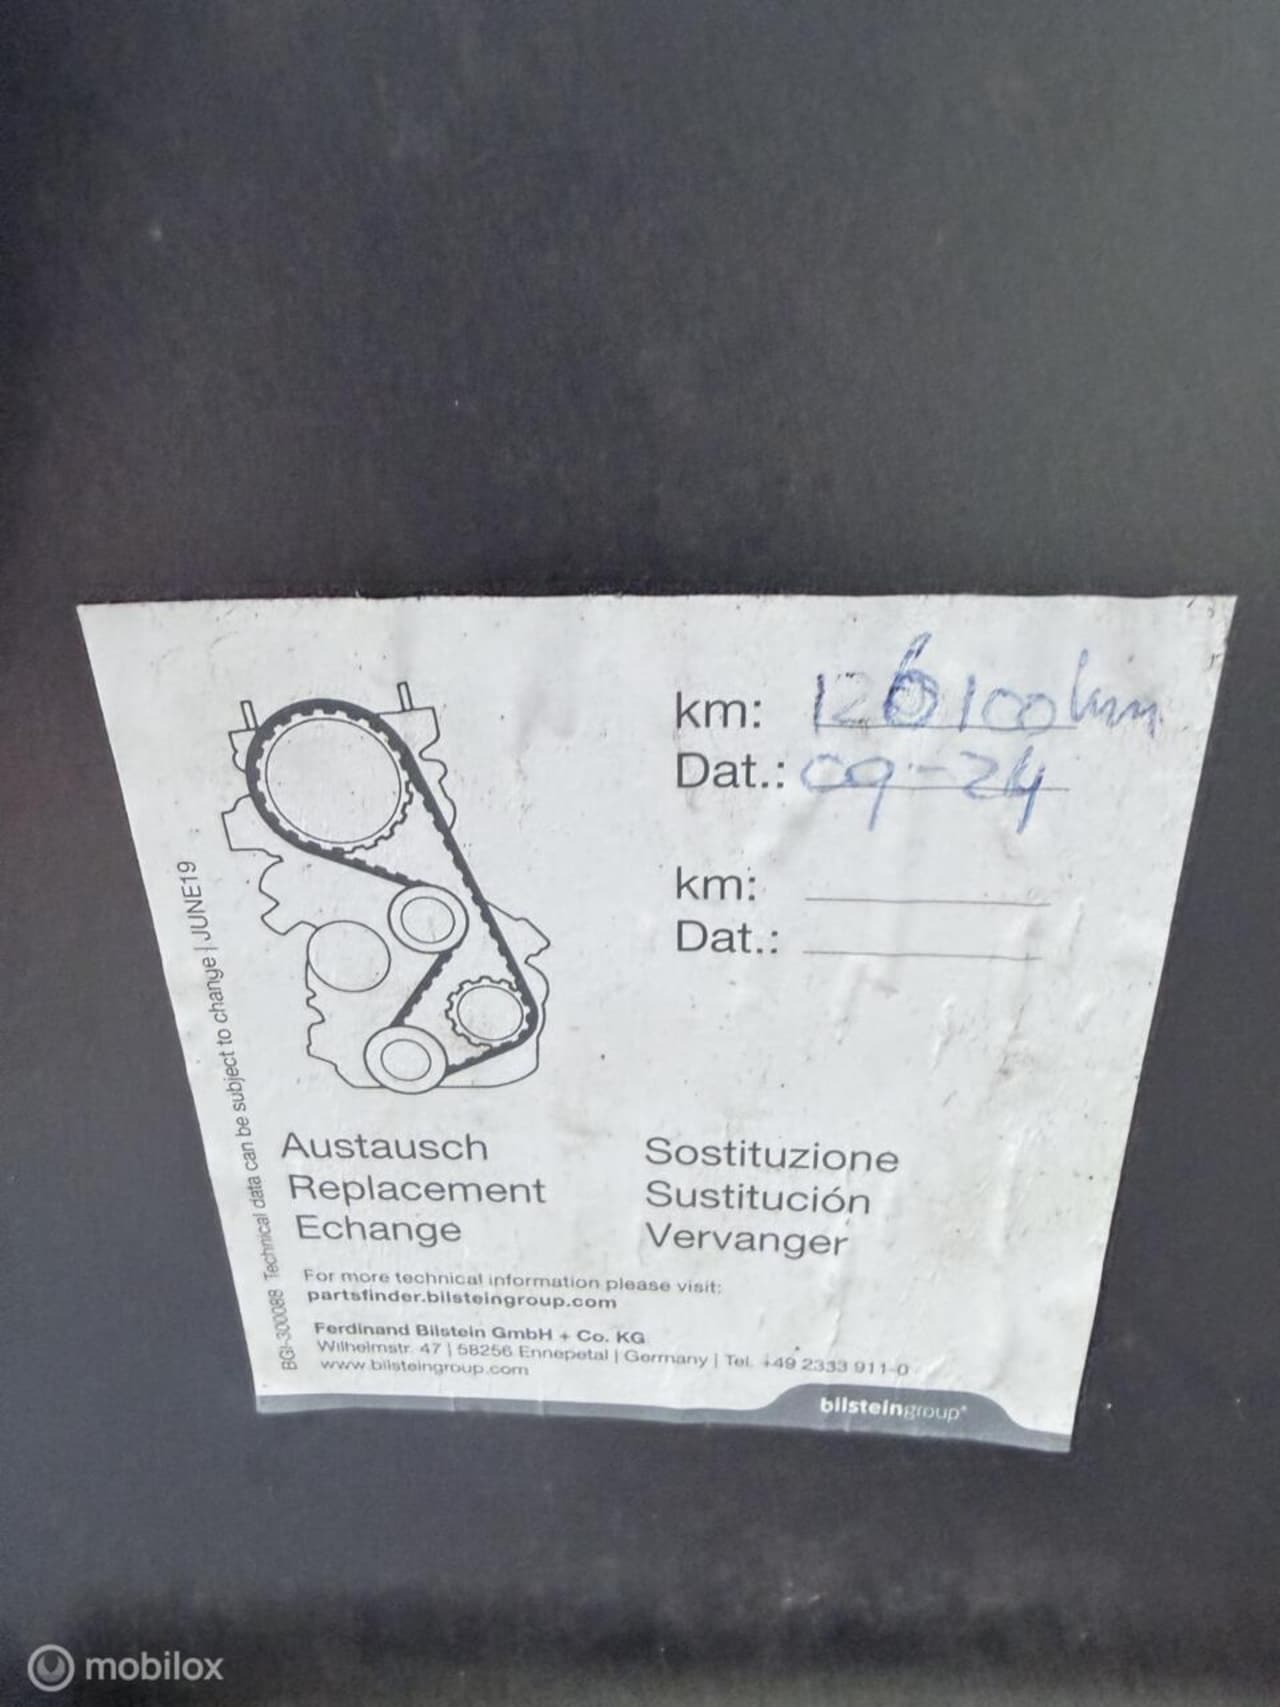 km: 126100 km
Dat.: 09-24
km:
Dat.:
Austausch
Replacement
Echange
Sostituzione
Sustitución
Vervanger
For more technical information please visit:
partsfinder.bilsteingroup.com
Ferdinand Bilstein GmbH + Co. KG
Wilhelmstr. 47 | 58256 Ennepetal | Germany | Tel. +49 2333 911-0
www.bilsteingroup.com
bilsteingroup®
BGI-300088 Technical data can be subject to change | JUNE19
mobilox